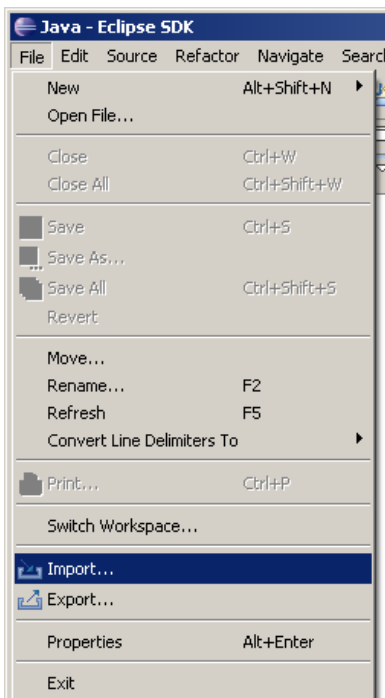 Java - Eclipse SDK
File Edit Source Refactor Navigate Search
New Alt+Shift+N
Open File...
Close Ctrl+W
Close All Ctrl+Shift+W
Save Ctrl+S
Save As...
Save All Ctrl+Shift+S
Revert
Move...
Rename... F2
Refresh F5
Convert Line Delimiters To
Print... Ctrl+P
Switch Workspace...
Import...
Export...
Properties Alt+Enter
Exit